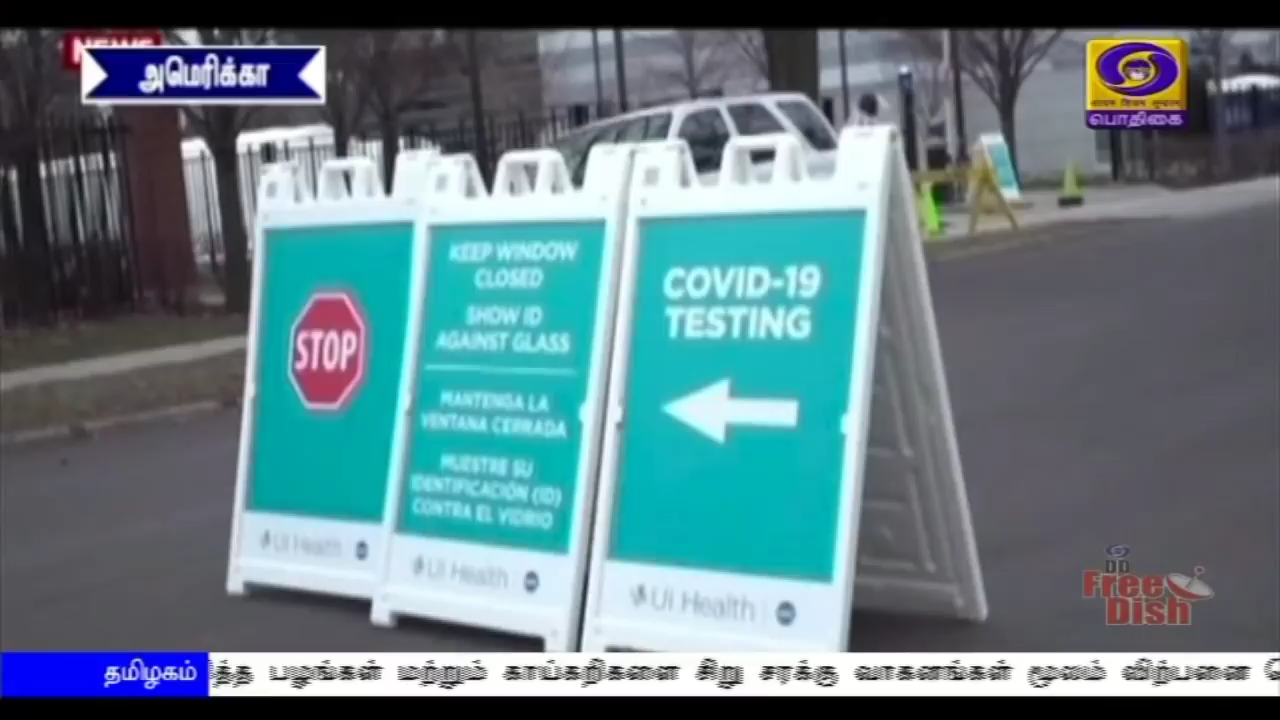 NEWS
அமெரிக்கா
பொதிகை
STOP
UI Health
KEEP WINDOW
CLOSED
SHOW ID
AGAINST GLASS
MANTENGA LA
VENTANA CERRADA
MUESTRE SU
IDENTIFICACIÓN (ID)
CONTRA EL VIDRIO
UI Health
COVID-19
TESTING
UI Health
DD
Free
Dish
தமிழகம்
பழங்கள் மற்றும் காய்கறிகளை சிறு சரக்கு வாகனங்கள் மூலம் விற்பனை